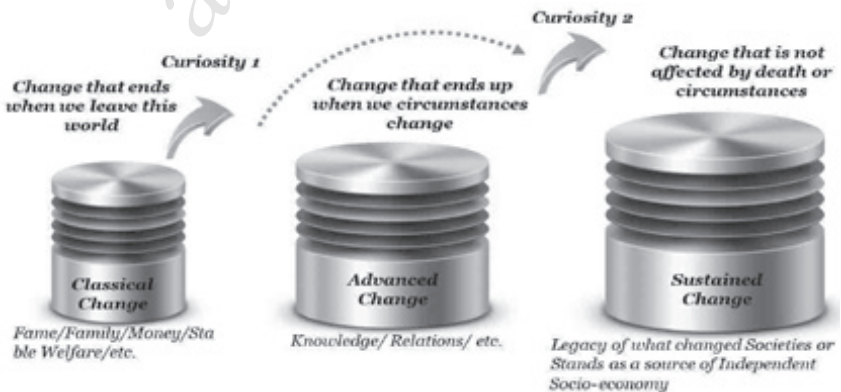 Curiosity 1
Change that ends
when we leave this
world
Classical
Change
Fame/Family/Money/Sta
ble Welfare/etc.
Curiosity 2
Change that ends up
when we circumstances
change
Advanced
Change
Knowledge/ Relations/ etc.
Change that is not
affected by death or
circumstances
Sustained
Change
Legacy of what changed Societies or
Stands as a source of Independent
Socio-economy